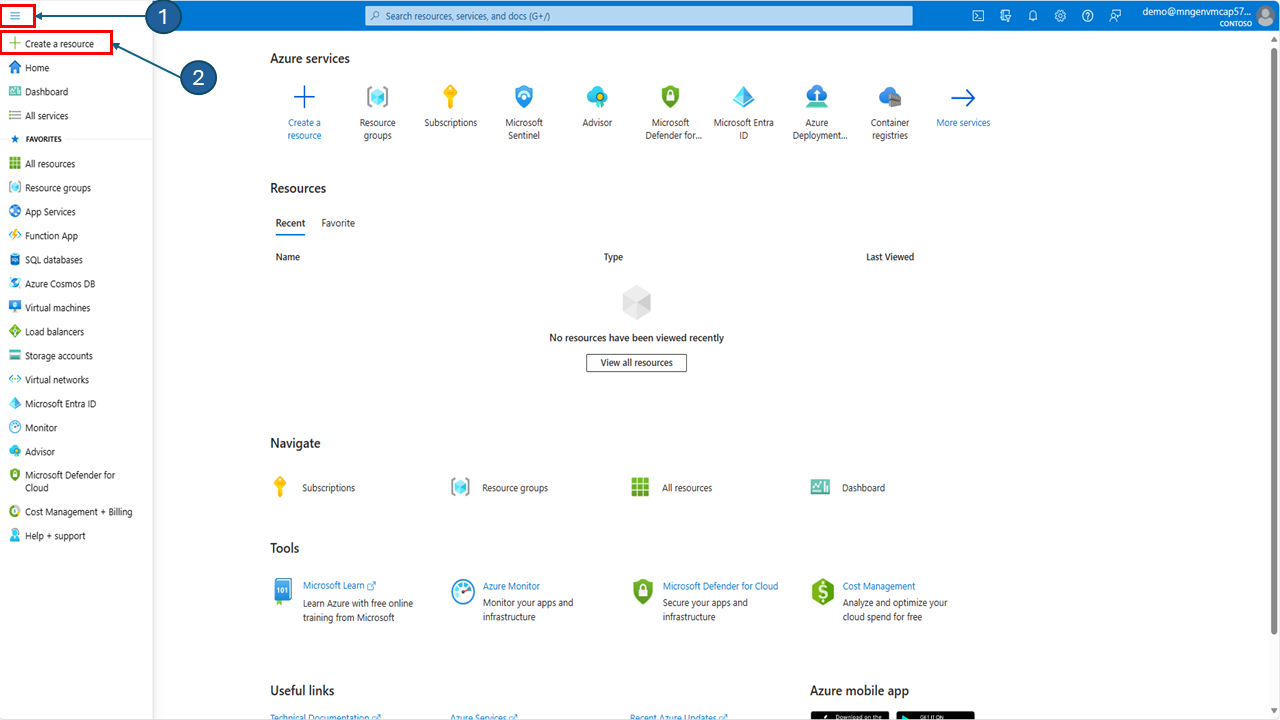 1
Search resources, services, and docs (G+/)
demo@mngenvmcap57...
CONTOSO
2
Create a resource
Home
Dashboard
All services
FAVORITES
All resources
Resource groups
App Services
Function App
SQL databases
Azure Cosmos DB
Virtual machines
Load balancers
Storage accounts
Virtual networks
Microsoft Entra ID
Monitor
Advisor
Microsoft Defender for
Cloud
Cost Management + Billing
Help + support
Azure services
Create a
resource
Resource
groups
Subscriptions
Microsoft
Sentinel
Advisor
Microsoft
Defender for...
Microsoft Entra
ID
Azure
Deployment...
Container
registries
More services
Resources
Recent Favorite
Name Type Last Viewed
No resources have been viewed recently
View all resources
Navigate
Subscriptions
Resource groups
All resources
Dashboard
Tools
101
Microsoft Learn
Learn Azure with free online
training from Microsoft
Azure Monitor
Monitor your apps and
infrastructure
Microsoft Defender for Cloud
Secure your apps and
infrastructure
$
Cost Management
Analyze and optimize your
cloud spend for free
Useful links
Technical Documentation
Azure Services
Recent Azure Updates
Azure mobile app
Download on the
GET IT ON